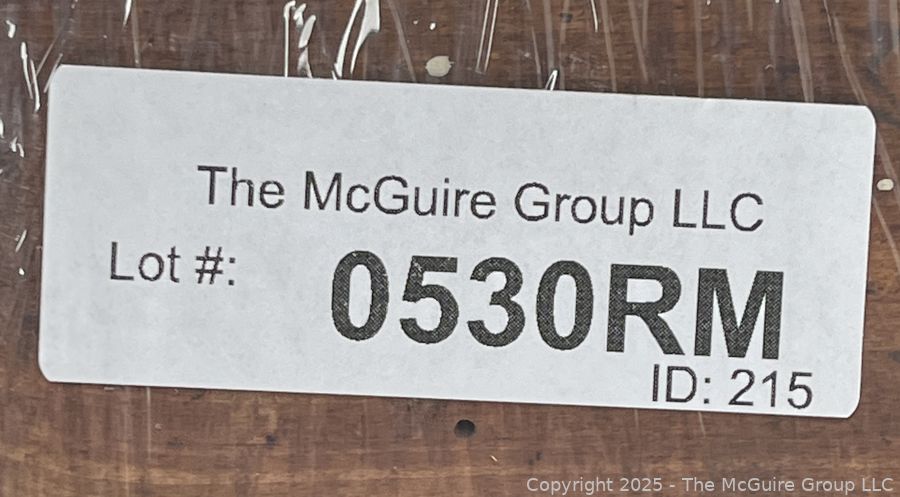 The McGuire Group LLC
Lot #:
0530RM
ID: 215
Copyright 2025 - The McGuire Group LLC